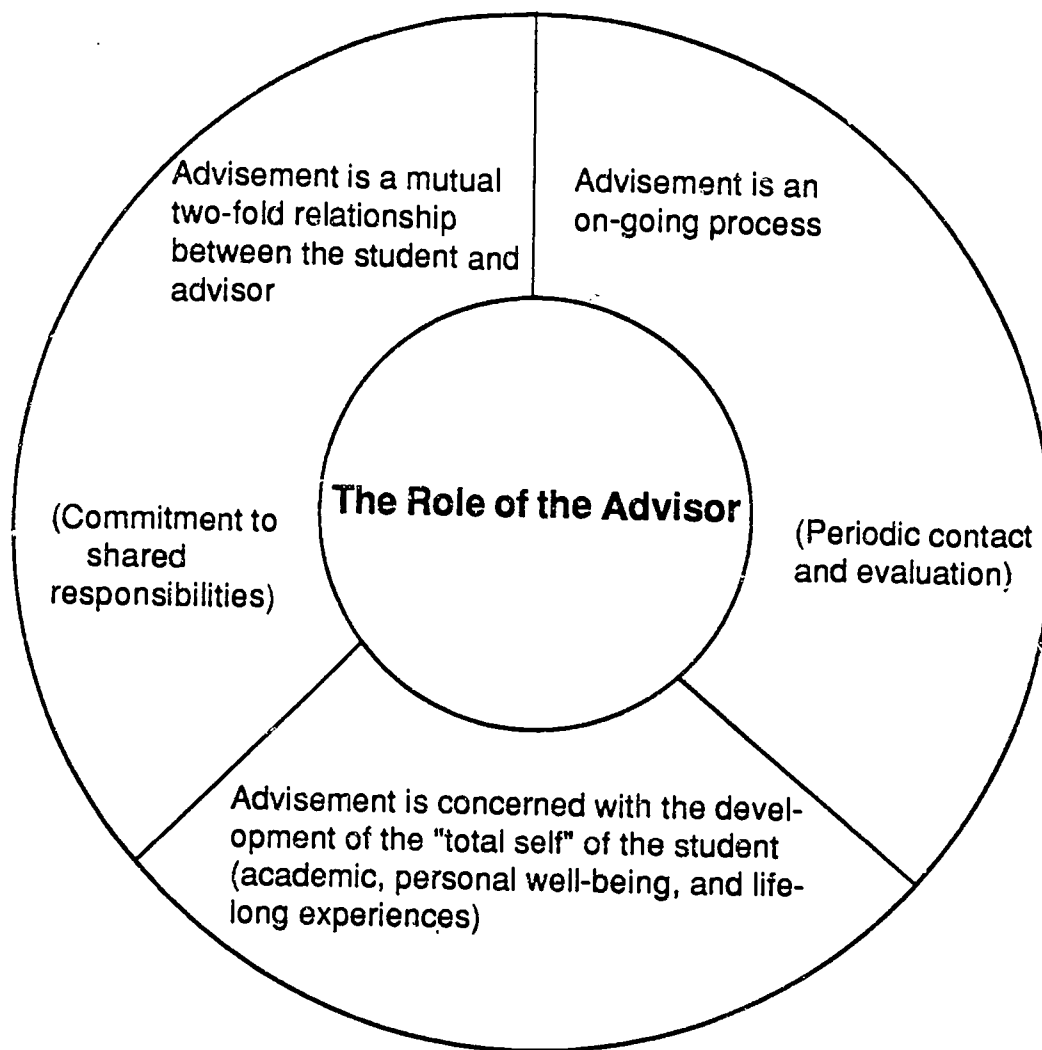 Advisement is a mutual
two-fold relationship
between the student and
advisor
(Commitment to
shared
responsibilities)
Advisement is an
on-going process
(Periodic contact
and evaluation)
The Role of the Advisor
Advisement is concerned with the devel-
opment of the "total self" of the student
(academic, personal well-being, and life-
long experiences)